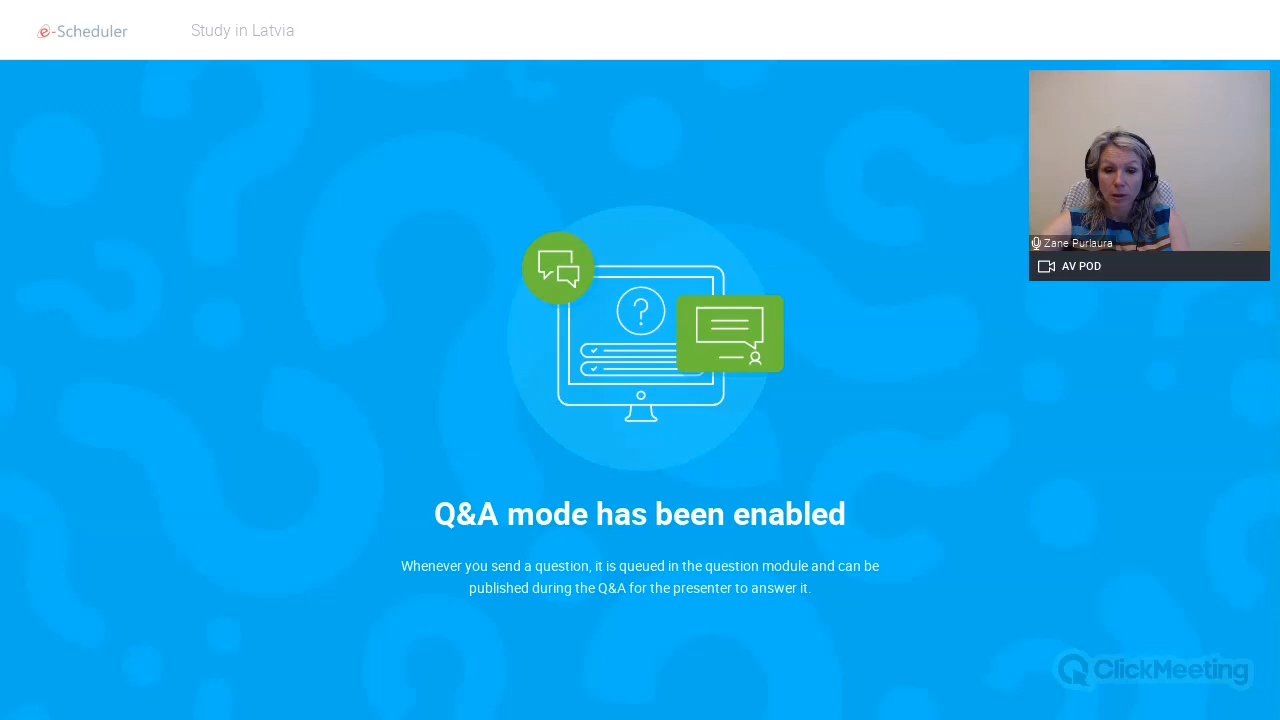 e-Scheduler
Study in Latvia
Zane Purlaura
AV POD
?
Q&A mode has been enabled
Whenever you send a question, it is queued in the question module and can be
published during the Q&A for the presenter to answer it.
ClickMeeting